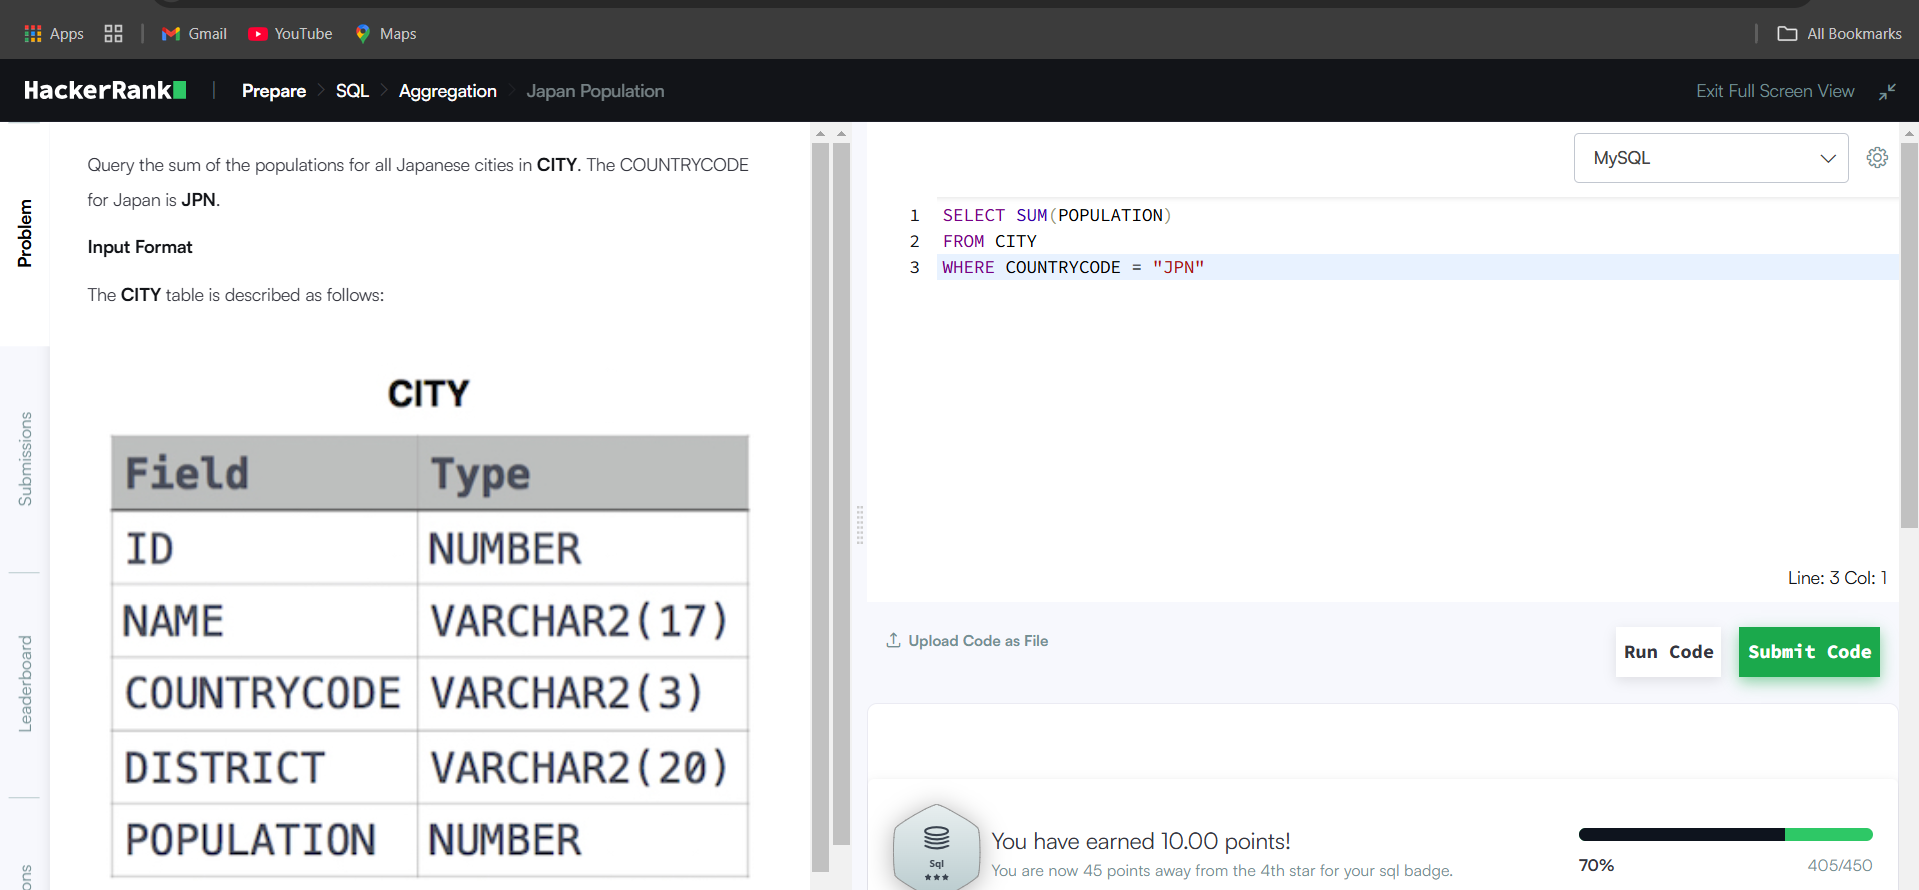 Apps
Gmail
YouTube
Maps
All Bookmarks
HackerRank
Prepare
SQL
Aggregation
Japan Population
Exit Full Screen View
Problem
Submissions
Leaderboard
Query the sum of the populations for all Japanese cities in CITY. The COUNTRYCODE
for Japan is JPN.
Input Format
The CITY table is described as follows:
CITY
Field Type
ID NUMBER
NAME VARCHAR2(17)
COUNTRYCODE VARCHAR2(3)
DISTRICT VARCHAR2(20)
POPULATION NUMBER
MySQL
1 SELECT SUM(POPULATION)
2 FROM CITY
3 WHERE COUNTRYCODE = "JPN"
Line: 3 Col: 1
Upload Code as File
Run Code
Submit Code
Sql
You have earned 10.00 points!
You are now 45 points away from the 4th star for your sql badge.
70%
405/450